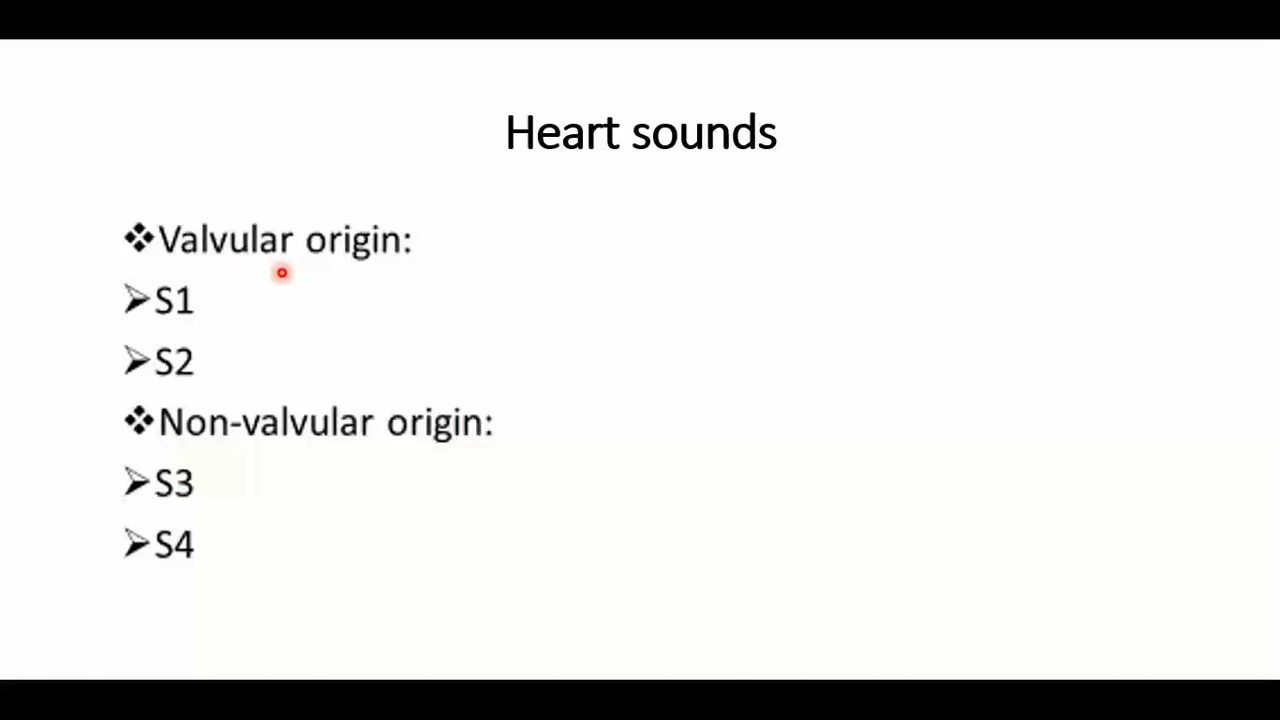 Heart sounds
❖Valvular origin:
➢S1
➢S2
❖Non-valvular origin:
➢S3
➢S4